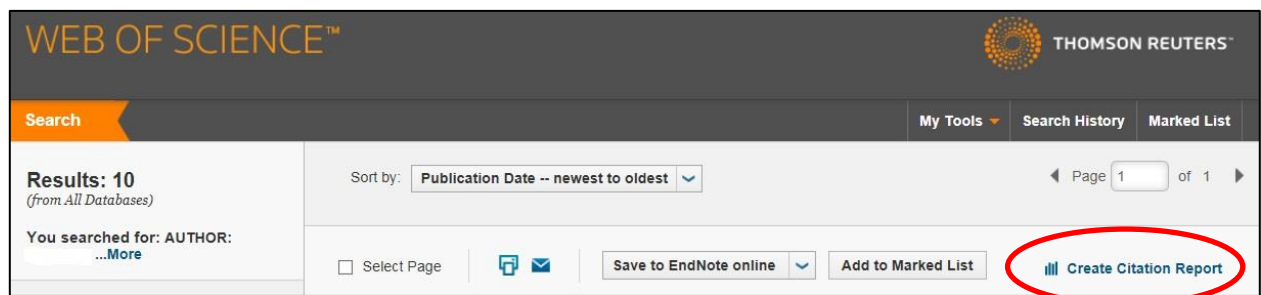 WEB OF SCIENCE™
THOMSON REUTERS™
Search
My Tools
Search History
Marked List
Results: 10
(from All Databases)
You searched for: AUTHOR:
...More
Sort by: Publication Date -- newest to oldest
Page 1 of 1
Select Page
Save to EndNote online
Add to Marked List
Create Citation Report